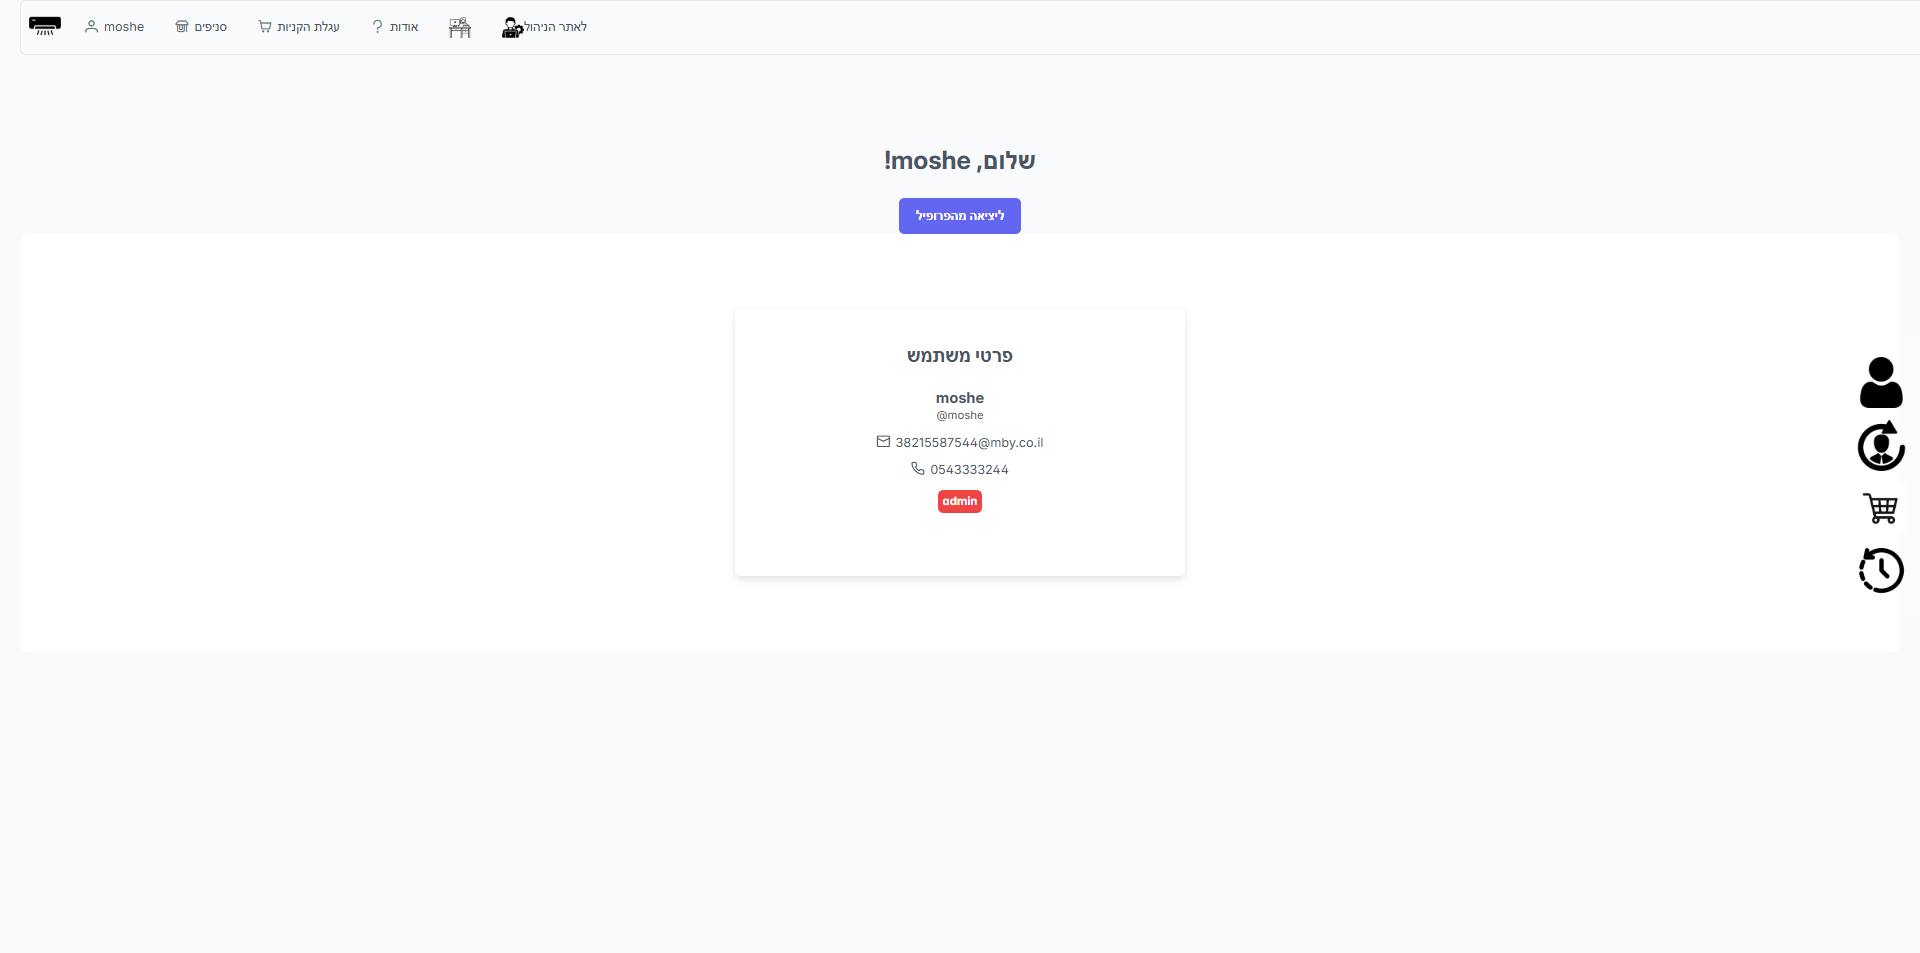 moshe
סניפים
עגלת הקניות
אודות
לאתר הניהול
שלום, moshe!
ליציאה מהפרופיל
פרטי משתמש
moshe
@moshe
38215587544@mby.co.il
0543333244
admin